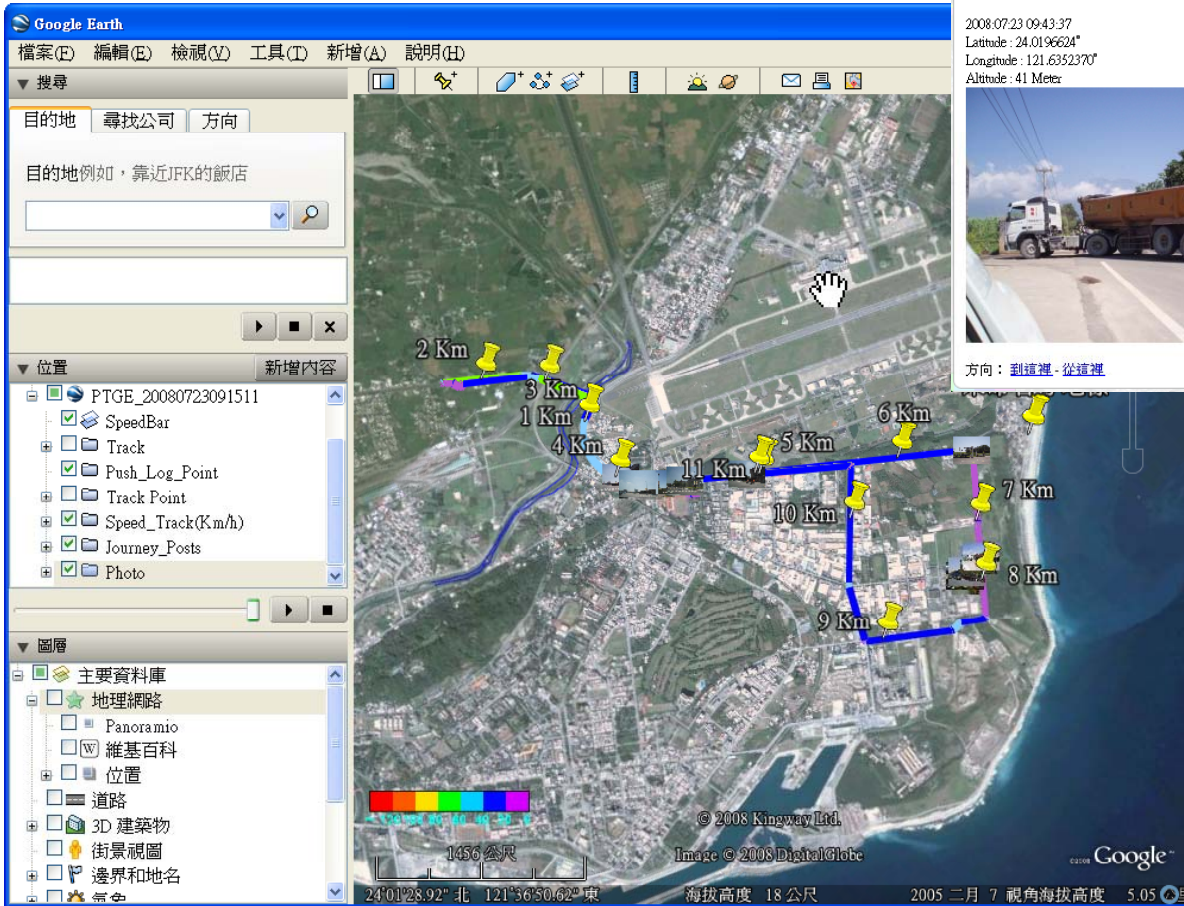 Google Earth
檔案(F) 編輯(E) 檢視(V) 工具(T) 新增(A) 說明(H)
搜尋
目的地 尋找公司 方向
目的地例如，靠近JFK的飯店
位置 新增內容
PTGE_20080723091511
SpeedBar
Track
Push_Log_Point
Track Point
Speed_Track(Km/h)
Journey_Posts
Photo
圖層
主要資料庫
地理網路
Panoramio
W 維基百科
位置
道路
3D 建築物
街景視圖
邊界和地名
天氣
2008:07:23 09:43:37
Latitude : 24.0196624°
Longitude : 121.6352370°
Altitude : 41 Meter
方向： 到這裡 - 從這裡
2 Km
3 Km
1 Km
4 Km
5 Km
6 Km
11 Km
7 Km
10 Km
8 Km
9 Km
© 2008 Kingway Ltd.
1456 公尺
Image © 2008 DigitalGlobe
©2008 Google
24°01'28.92" 北 121°36'50.62" 東 海拔高度 18 公尺 2005 二月 7 視角海拔高度 5.05